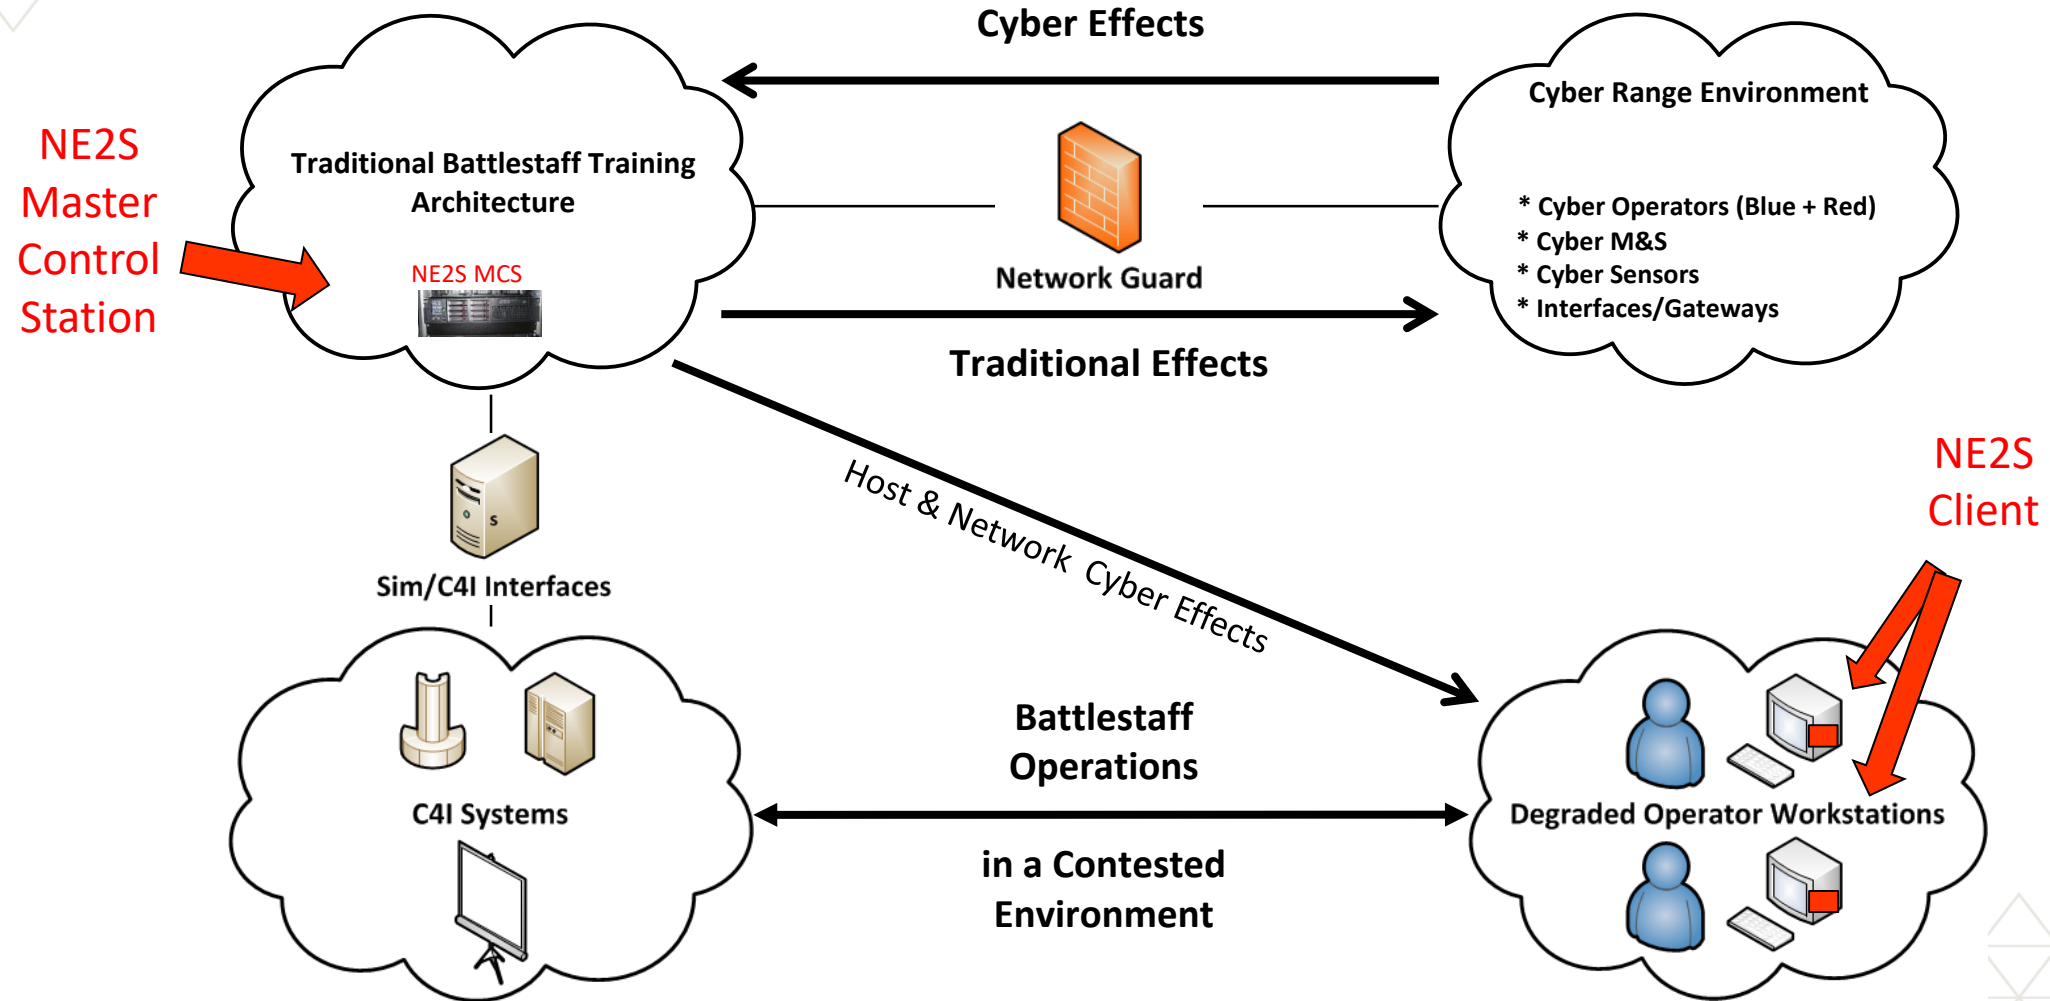 Cyber Effects
NE2S
Master
Control
Station
Traditional Battlestaff Training
Architecture
NE2S MCS
Network Guard
Cyber Range Environment
* Cyber Operators (Blue + Red)
* Cyber M&S
* Cyber Sensors
* Interfaces/Gateways
Traditional Effects
Host & Network Cyber Effects
S
Sim/C4I Interfaces
NE2S
Client
C4I Systems
Battlestaff
Operations
in a Contested
Environment
Degraded Operator Workstations